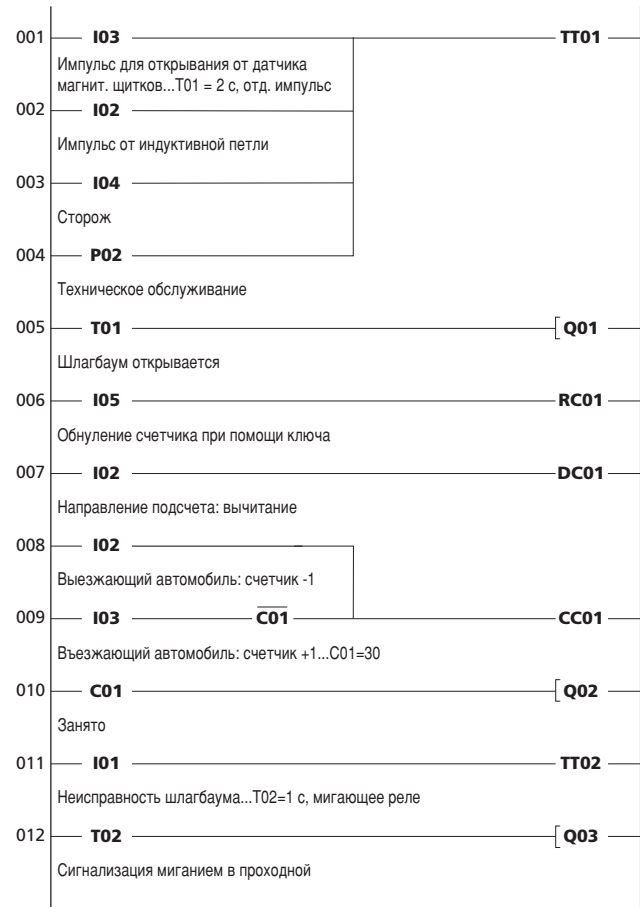 001 I03 TT01
Импульс для открывания от датчика
магнит. щитков...T01 = 2 с, отд. импульс
002 I02
Импульс от индуктивной петли
003 I04
Сторож
004 P02
Техническое обслуживание
005 T01 [ Q01
Шлагбаум открывается
006 I05 RC01
Обнуление счетчика при помощи ключа
007 I02 DC01
Направление подсчета: вычитание
008 I02
Выезжающий автомобиль: счетчик -1
009 I03 C̅0̅1̅ CC01
Въезжающий автомобиль: счетчик +1...C01=30
010 C01 [ Q02
Занято
011 I01 TT02
Неисправность шлагбаума...T02=1 с, мигающее реле
012 T02 [ Q03
Сигнализация миганием в проходной